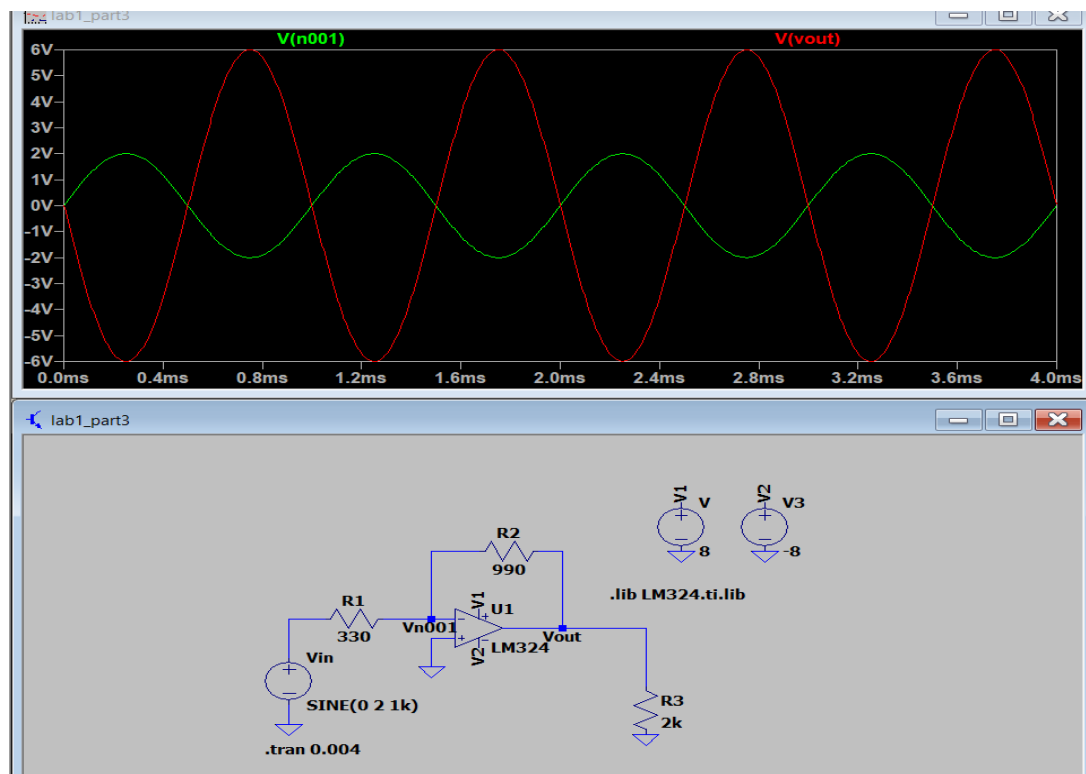 lab1_part3
V(n001) V(vout)
6V
5V
4V
3V
2V
1V
0V
-1V
-2V
-3V
-4V
-5V
-6V
0.0ms 0.4ms 0.8ms 1.2ms 1.6ms 2.0ms 2.4ms 2.8ms 3.2ms 3.6ms 4.0ms
lab1_part3
V1 V V2 V3
8 -8
R2
990
.lib LM324.ti.lib
R1 V1 U1
330 Vn001 Vout
V2 LM324
Vin
SINE(0 2 1k)
R3
2k
.tran 0.004